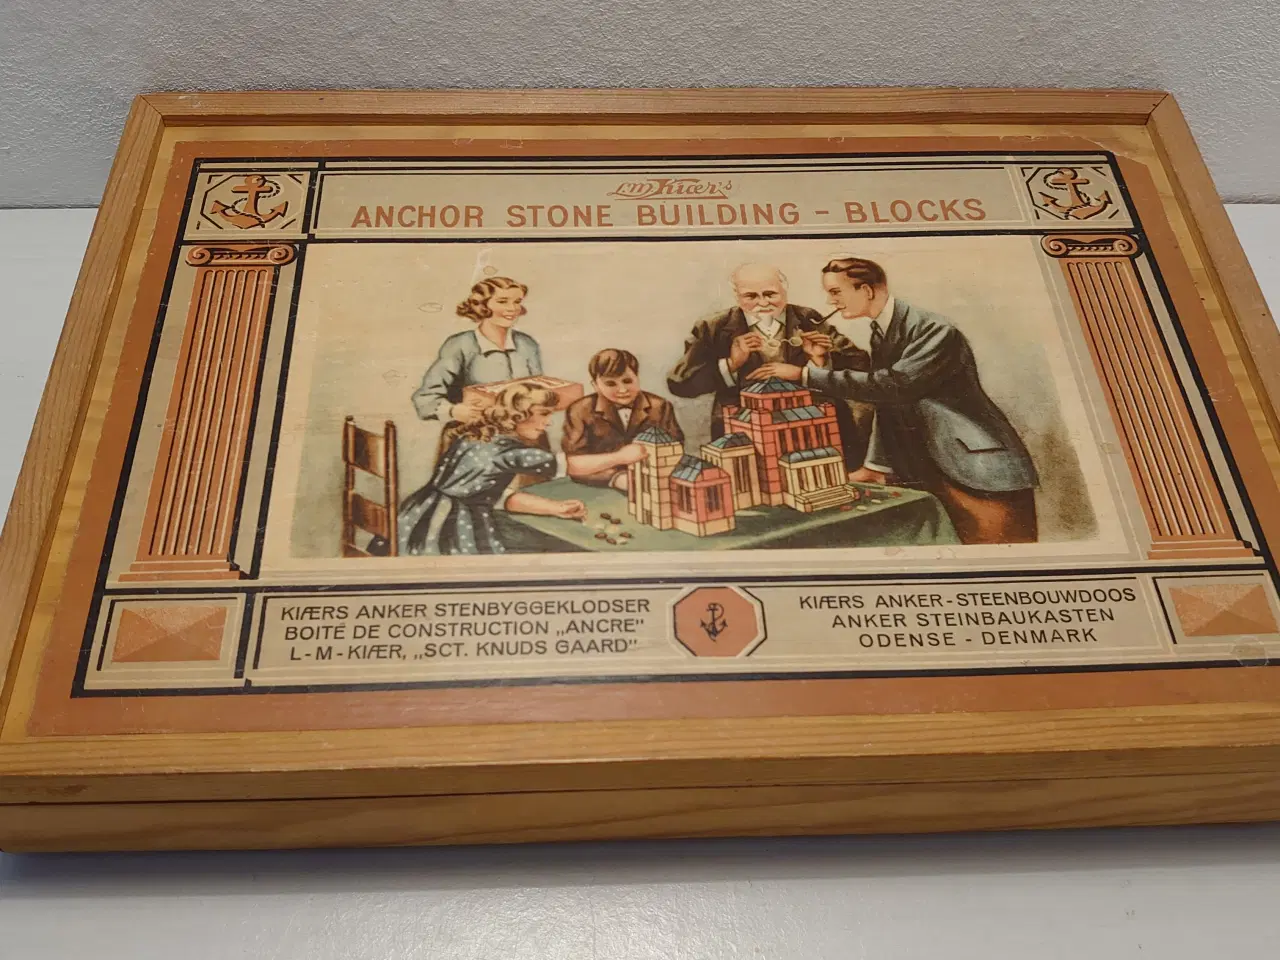 L.M. Kiær's
ANCHOR STONE BUILDING - BLOCKS
KIÆRS ANKER STENBYGGEKLODSER
BOITE DE CONSTRUCTION „ANCRE"
L-M-KIÆR, „SCT. KNUDS GAARD"
KIÆRS ANKER-STEENBOUWDOOS
ANKER STEINBAUKASTEN
ODENSE - DENMARK